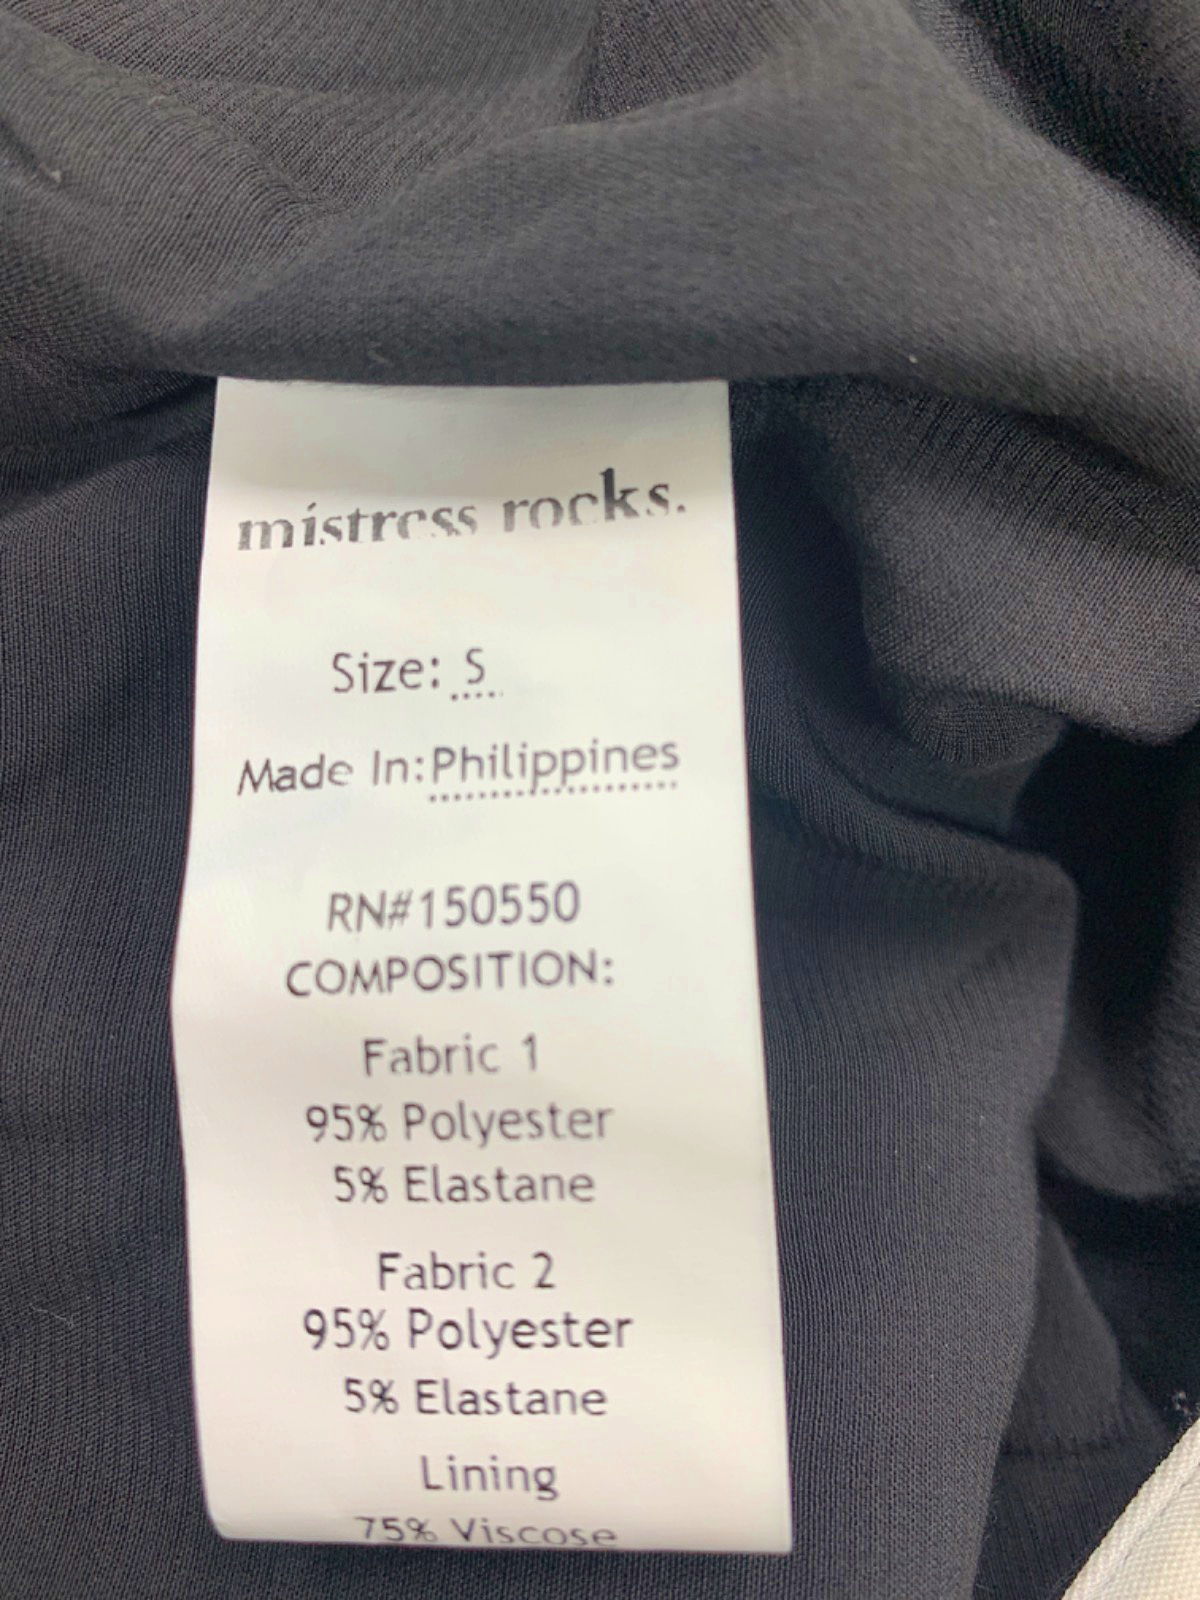 mistress rocks.
Size: S
Made In:Philippines
RN#150550
COMPOSITION:
Fabric 1
95% Polyester
5% Elastane
Fabric 2
95% Polyester
5% Elastane
Lining
75% Viscose